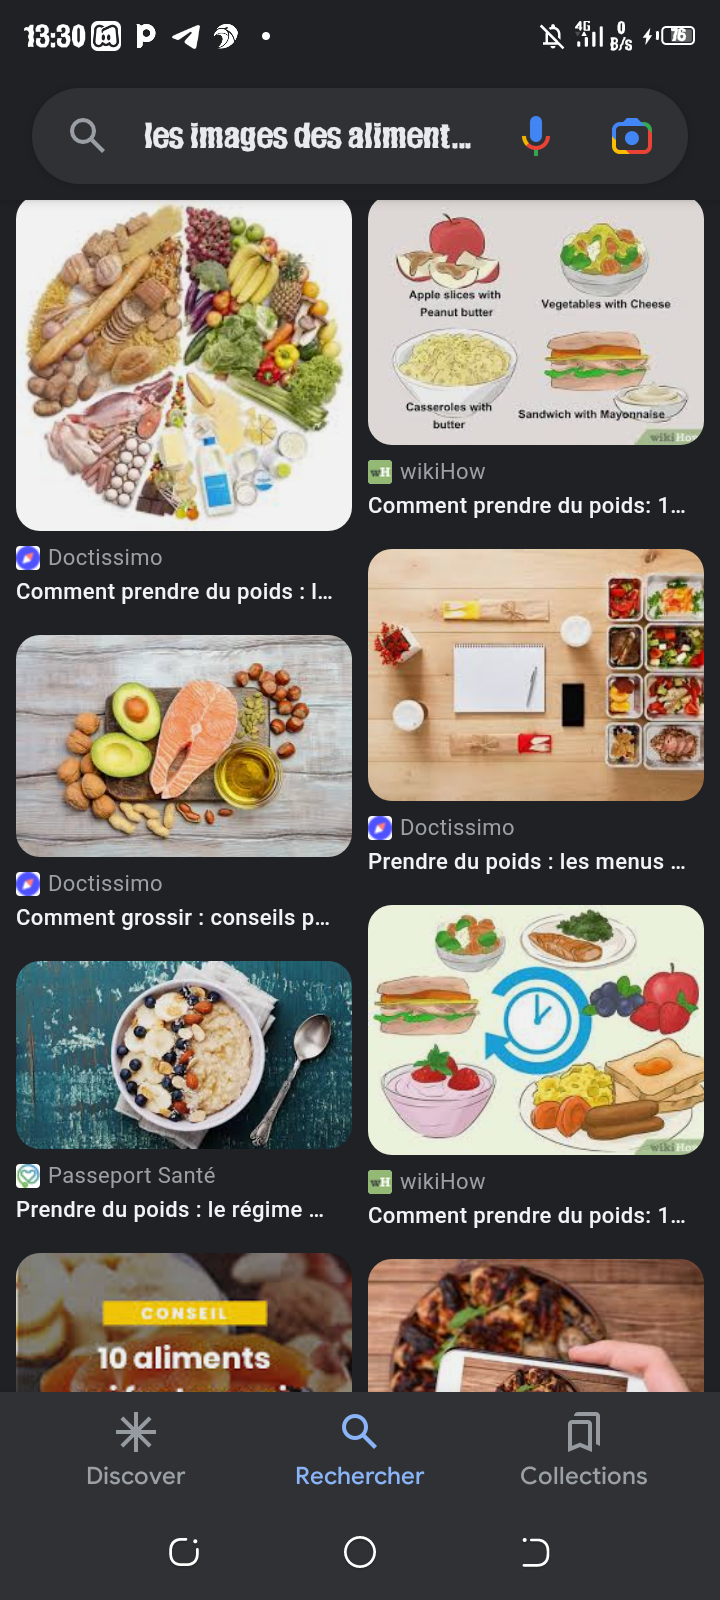 13:30
4G
0
B/s
76
les images des aliment...
Apple slices with
Peanut butter
Vegetables with Cheese
Casseroles with
butter
Sandwich with Mayonnaise
wikiHow
wH wikiHow
Comment prendre du poids: 1...
Doctissimo
Comment prendre du poids : l...
Doctissimo
Prendre du poids : les menus ...
Doctissimo
Comment grossir : conseils p...
wikiHow
wH wikiHow
Comment prendre du poids: 1...
Passeport Santé
Prendre du poids : le régime ...
CONSEIL
10 aliments
Discover
Rechercher
Collections